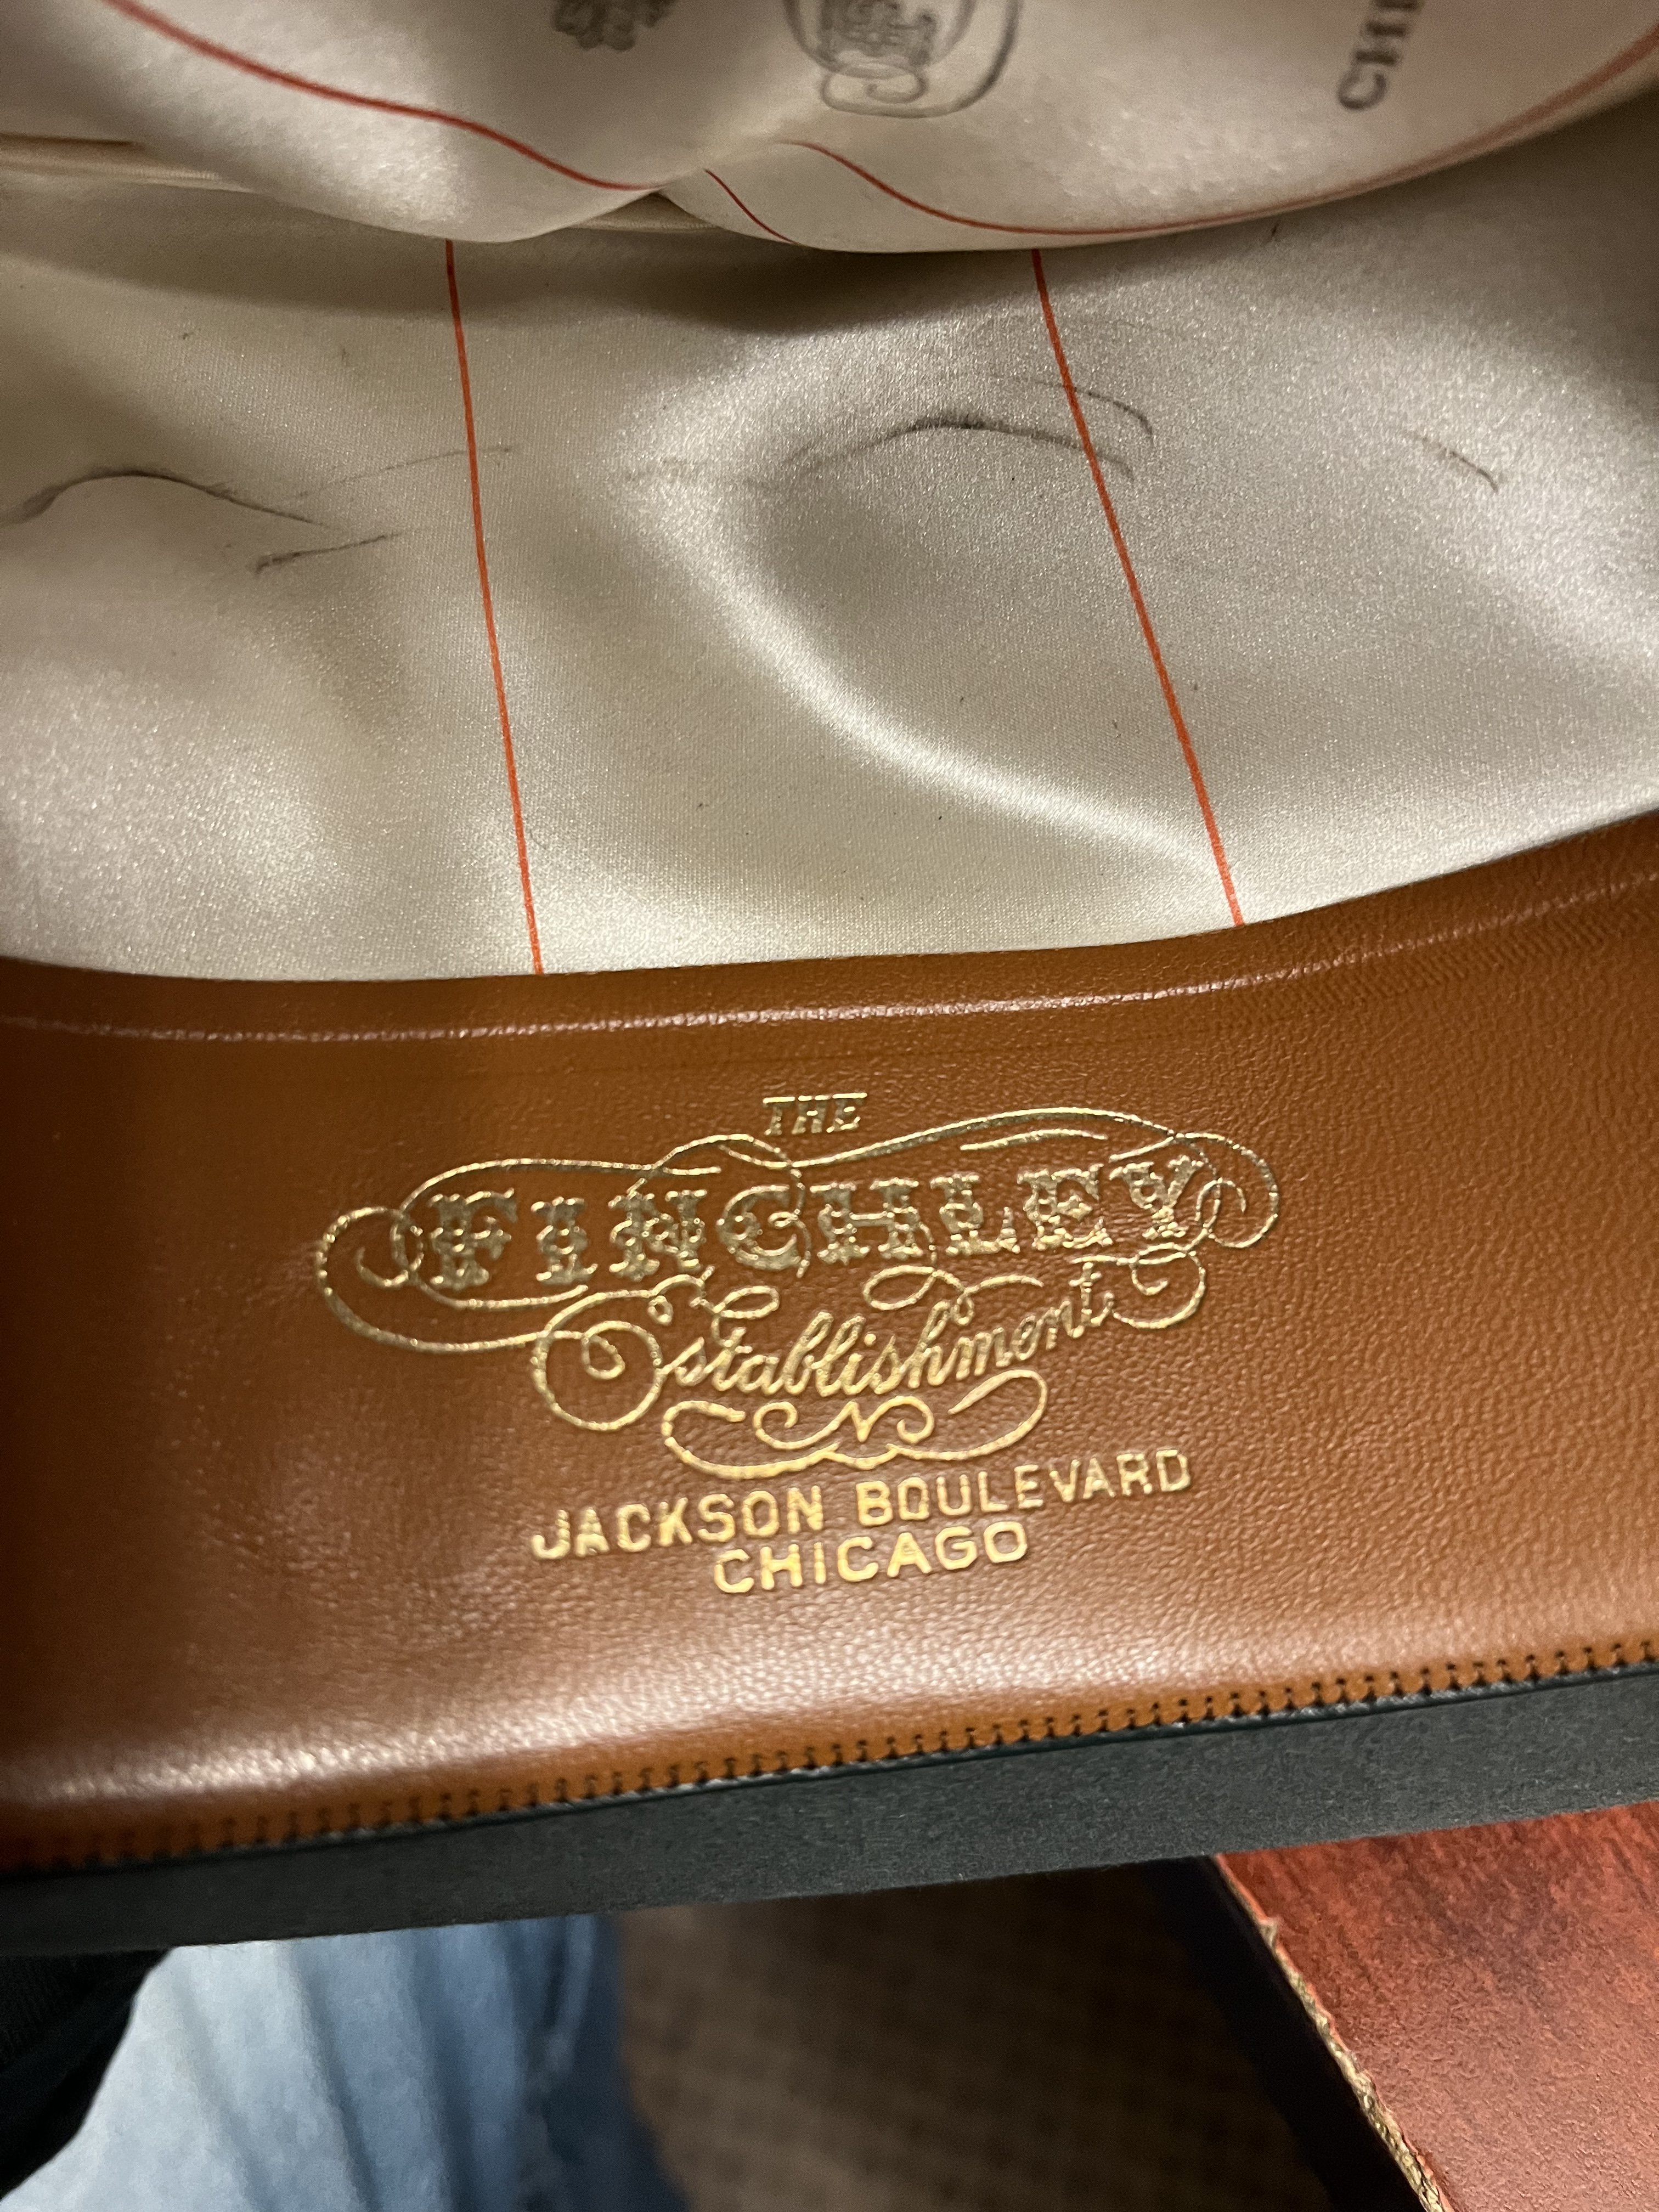 THE
FINCHLEY
Establishment
JACKSON BOULEVARD
CHICAGO